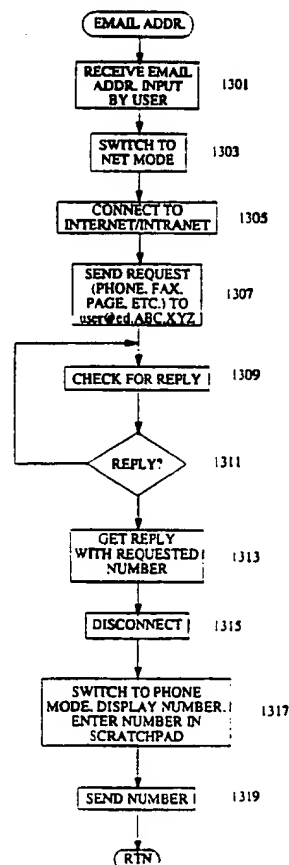 EMAIL ADDR.
RECEIVE EMAIL
ADDR. INPUT
BY USER
1301
SWITCH TO
NET MODE
1303
CONNECT TO
INTERNET/INTRANET
1305
SEND REQUEST
(PHONE, FAX,
PAGE, ETC.) TO
user@ed.ABC.XYZ
1307
CHECK FOR REPLY
1309
REPLY?
1311
GET REPLY
WITH REQUESTED
NUMBER
1313
DISCONNECT
1315
SWITCH TO PHONE
MODE, DISPLAY NUMBER,
ENTER NUMBER IN
SCRATCHPAD
1317
SEND NUMBER
1319
RTN